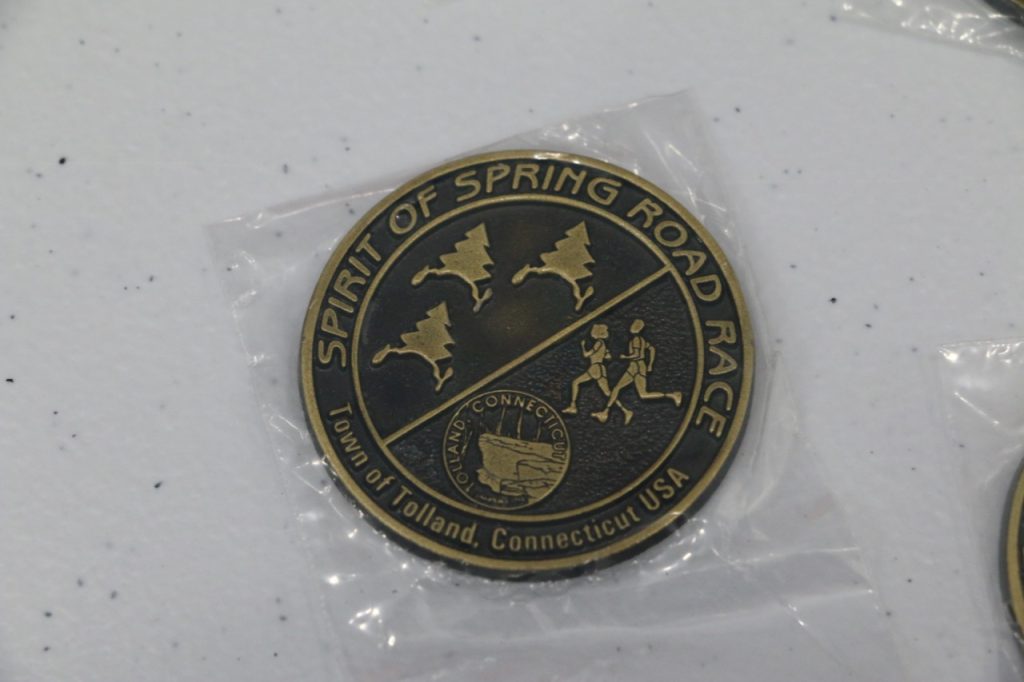 SPIRIT OF SPRING ROAD RACE
TOLLAND CONNECTICUT
Town of Tolland, Connecticut USA